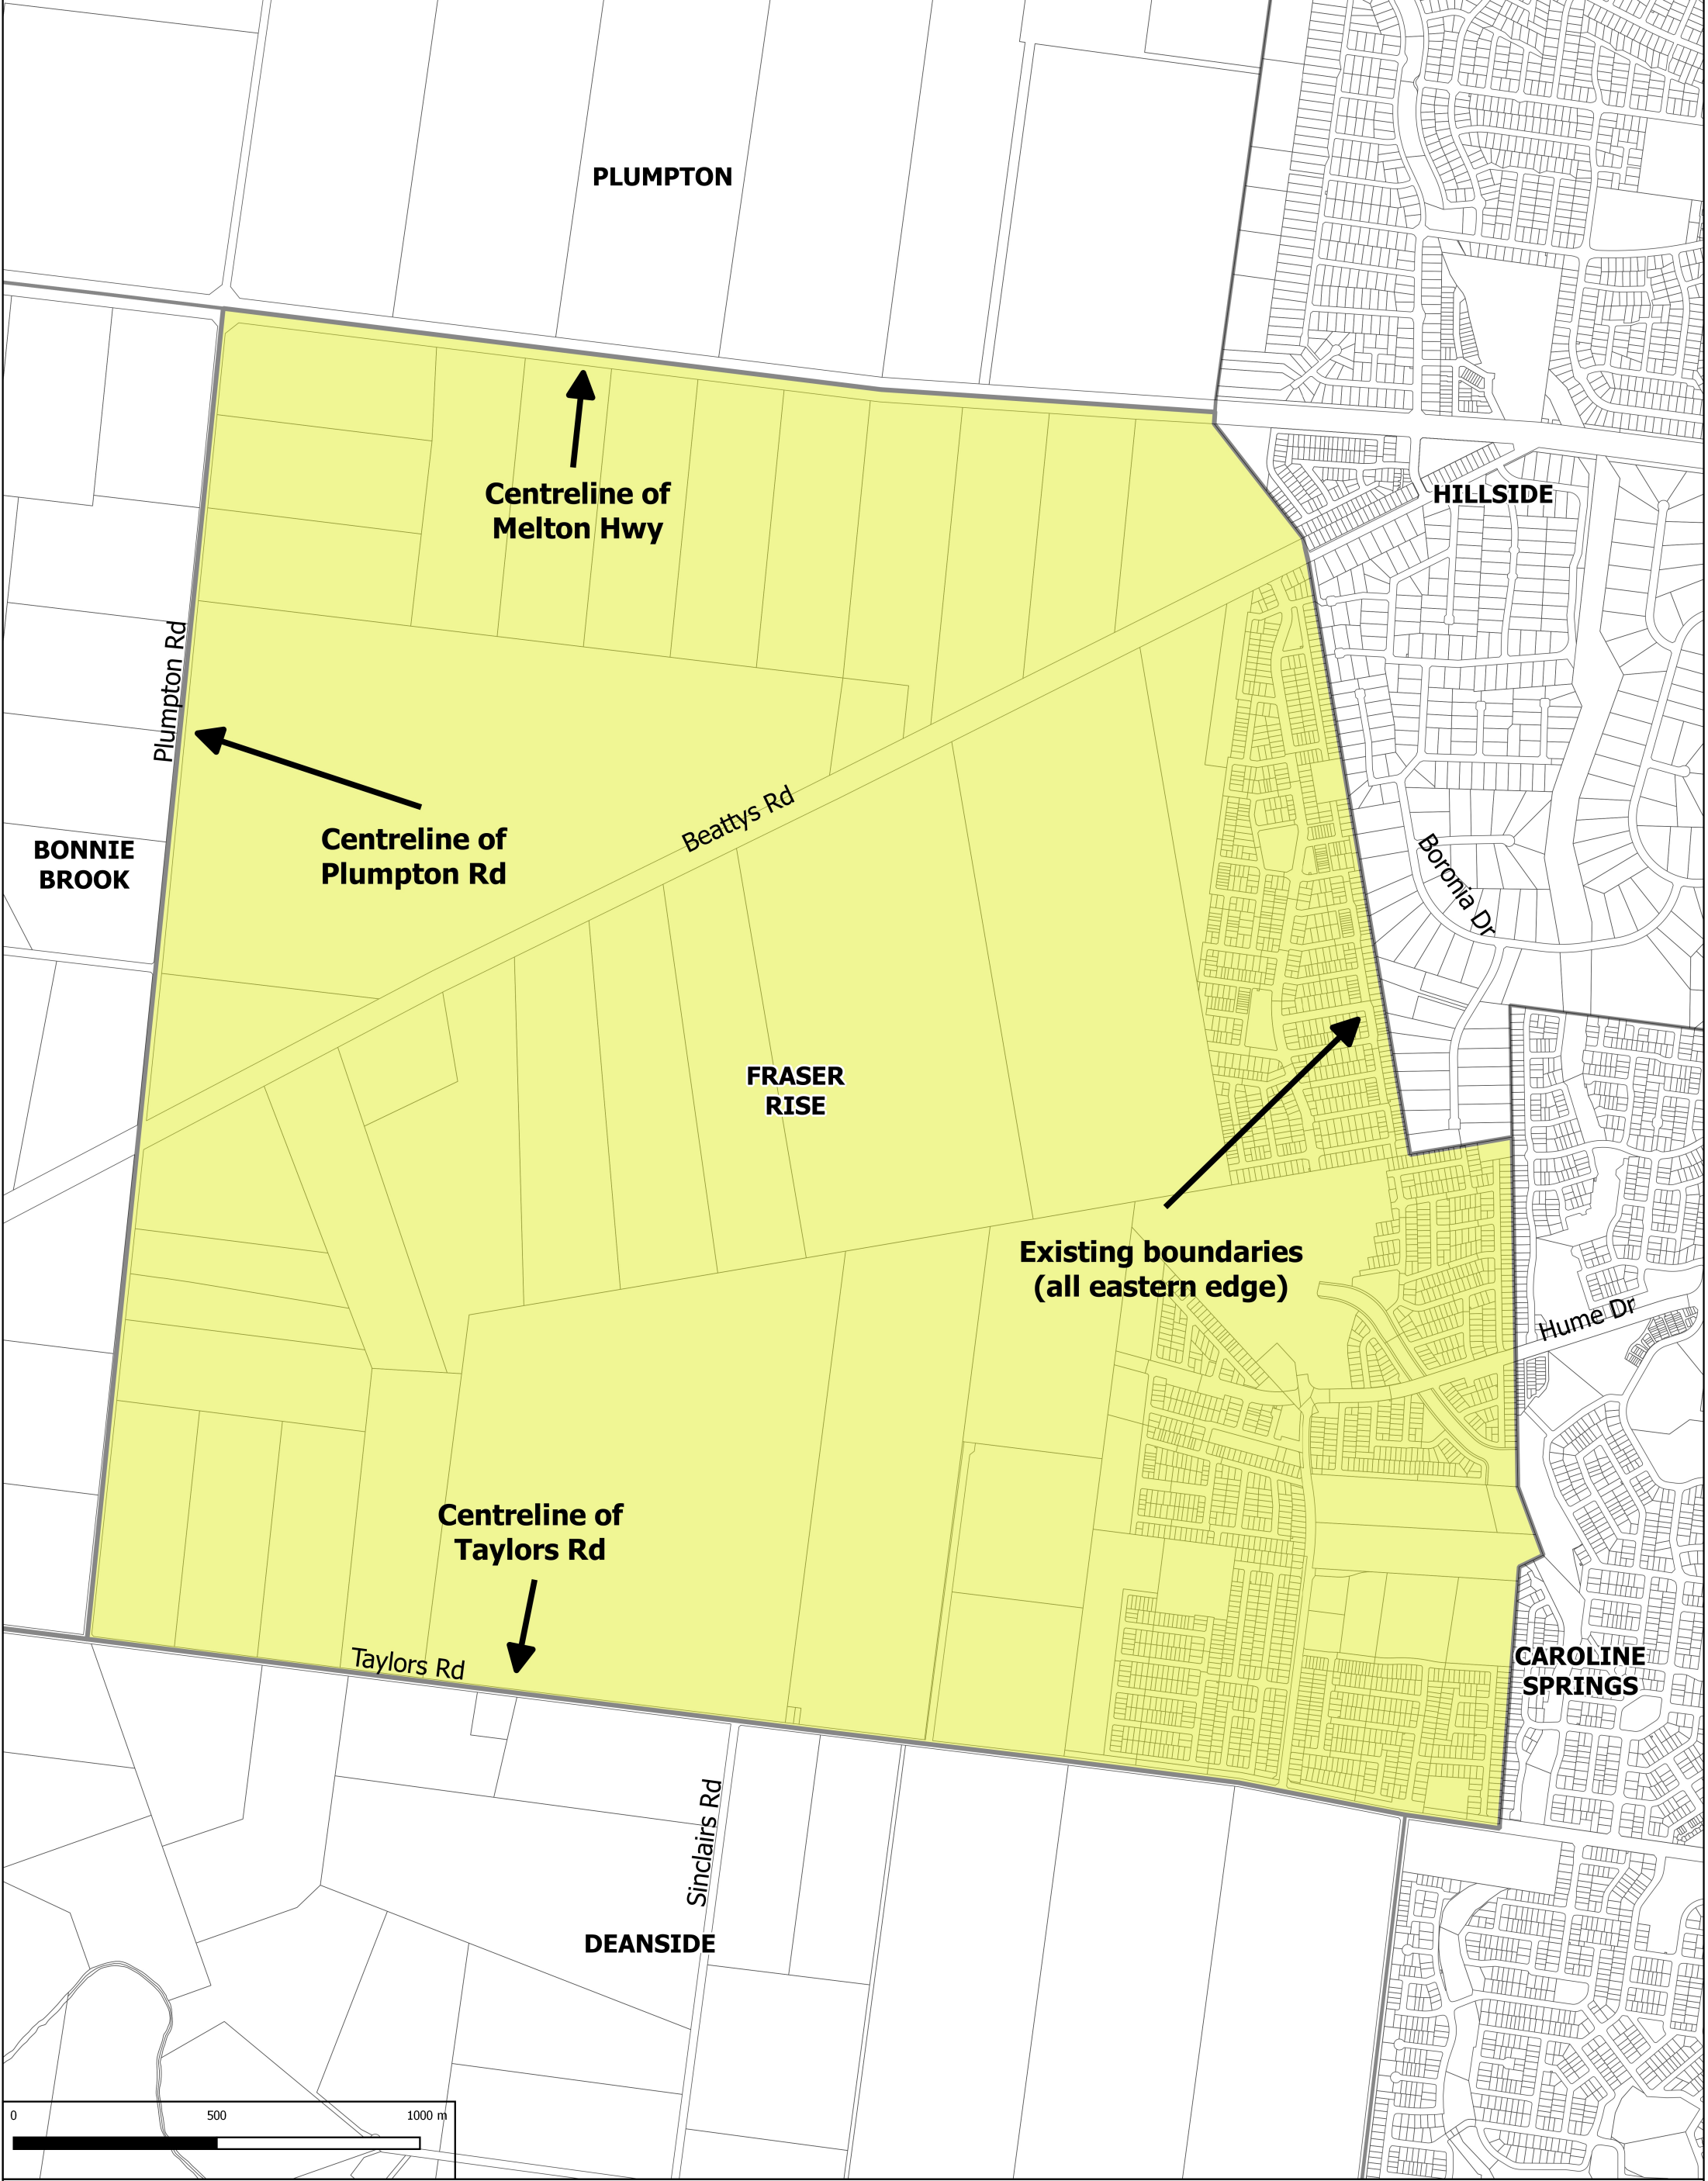 PLUMPTON
HILLSIDE
Centreline of
Melton Hwy
Plumpton Rd
Beattys Rd
Centreline of
Plumpton Rd
BONNIE
BROOK
Boronia Dr
FRASER
RISE
Existing boundaries
(all eastern edge)
Hume Dr
Centreline of
Taylors Rd
Taylors Rd
CAROLINE
SPRINGS
Sinclairs Rd
DEANSIDE
0 500 1000 m